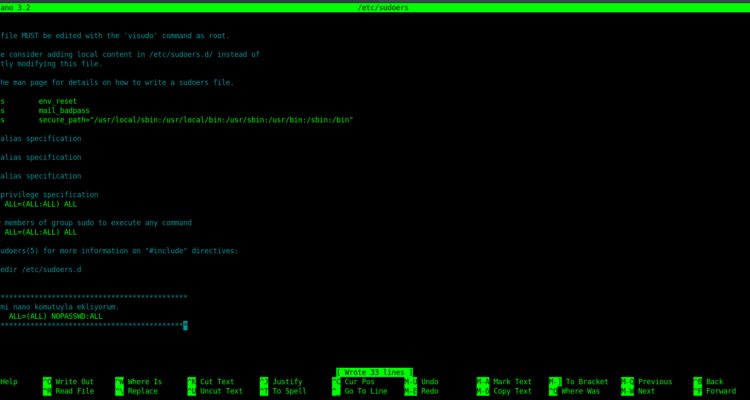 ano 3.2 /etc/sudoers
file MUST be edited with the 'visudo' command as root.
e consider adding local content in /etc/sudoers.d/ instead of
tly modifying this file.
he man page for details on how to write a sudoers file.
s env_reset
s mail_badpass
s secure_path="/usr/local/sbin:/usr/local/bin:/usr/sbin:/usr/bin:/sbin:/bin"
alias specification
alias specification
alias specification
privilege specification
ALL=(ALL:ALL) ALL
members of group sudo to execute any command
ALL=(ALL:ALL) ALL
udoers(5) for more information on "#include" directives:
edir /etc/sudoers.d
mi nano komutuyla ekliyorum.
ALL=(ALL) NOPASSWD:ALL
[ Wrote 33 lines ]
Help ^O Write Out ^W Where Is ^K Cut Text ^J Justify ^C Cur Pos M-U Undo M-A Mark Text M-] To Bracket M-Q Previous ^B Back
^R Read File ^\ Replace ^U Uncut Text ^T To Spell ^_ Go To Line M-E Redo M-6 Copy Text ^Q Where Was M-W Next ^F Forward